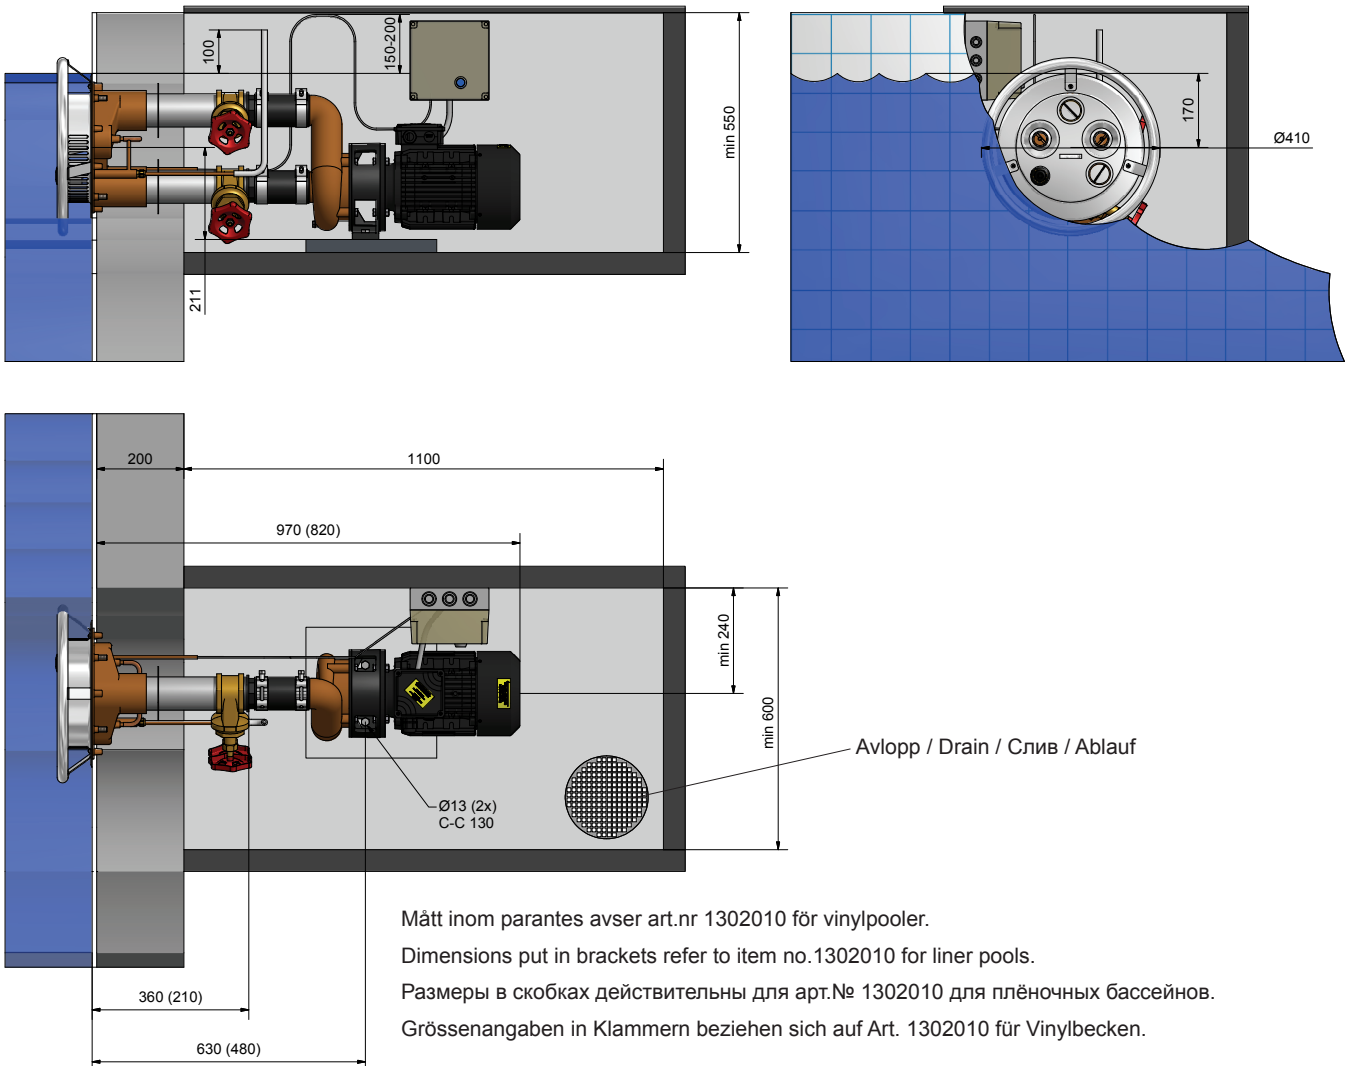 100
150-200
min 550
211
170
Ø410
200
1100
970 (820)
min 240
min 600
Avlopp / Drain / Слив / Ablauf
Ø13 (2x)
C-C 130
Mått inom parantes avser art.nr 1302010 för vinylpooler.
Dimensions put in brackets refer to item no.1302010 for liner pools.
Размеры в скобках действительны для арт.№ 1302010 для плёночных бассейнов.
Grössenangaben in Klammern beziehen sich auf Art. 1302010 für Vinylbecken.
360 (210)
630 (480)